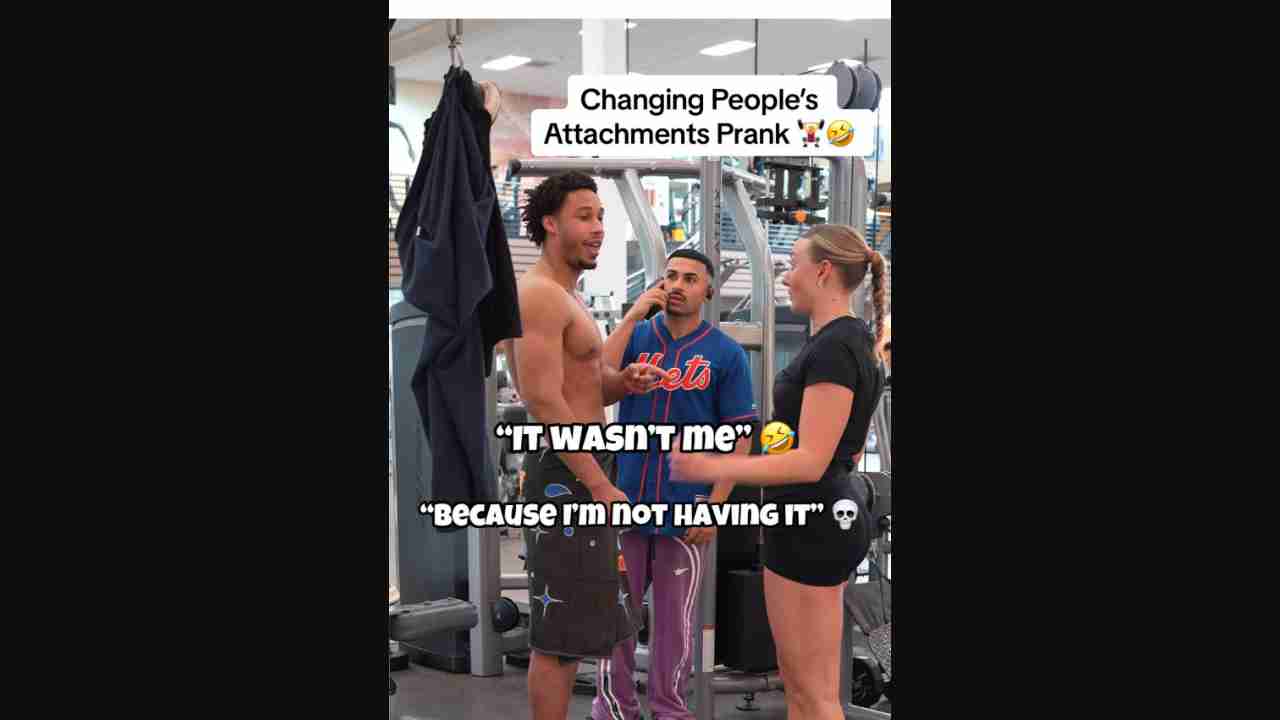 Changing People's
Attachments Prank 🏋️🤣
Mets
"IT WASN'T ME" 🤣
"BECAUSE I'M NOT HAVING IT" 💀